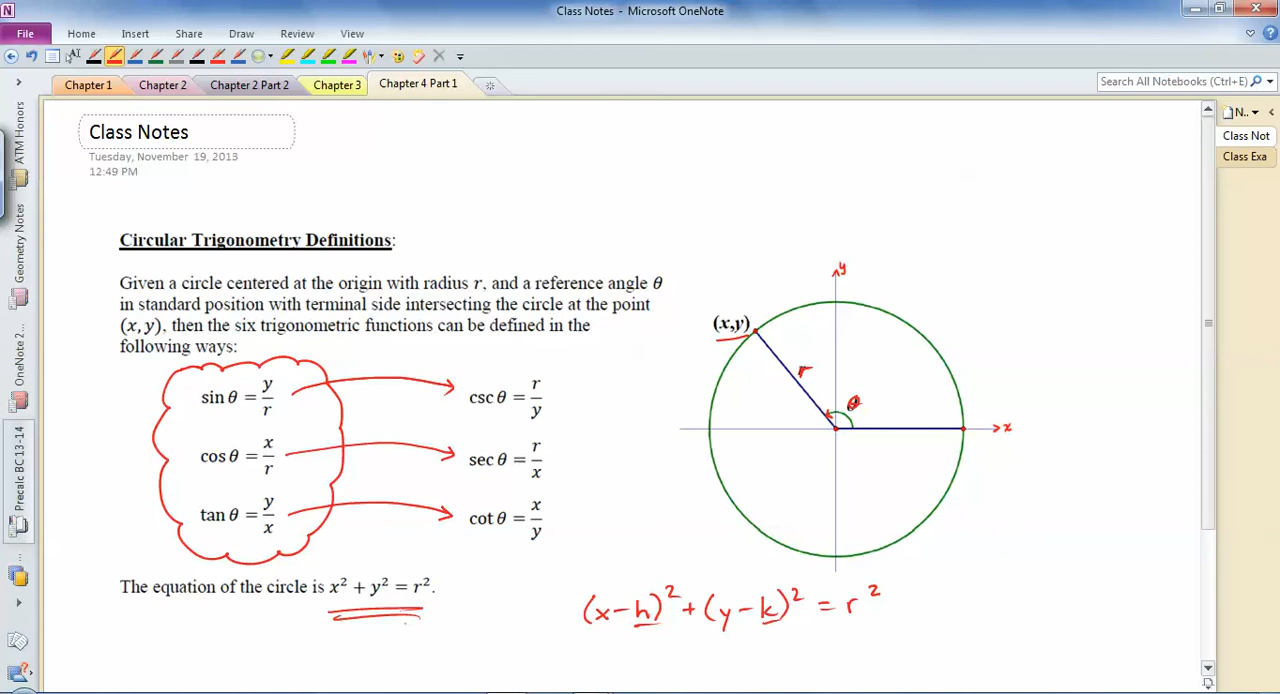 Class Notes - Microsoft OneNote
File Home Insert Share Draw Review View
Chapter 1 Chapter 2 Chapter 2 Part 2 Chapter 3 Chapter 4 Part 1
Search All Notebooks (Ctrl+E)
N..
Class Not
Class Exa
ATM Honors
Geometry Notes
OneNote 2...
Precalc BC 13-14
Class Notes
Tuesday, November 19, 2013
12:49 PM
Circular Trigonometry Definitions:
Given a circle centered at the origin with radius r, and a reference angle θ
in standard position with terminal side intersecting the circle at the point
(x, y), then the six trigonometric functions can be defined in the
following ways:
sin θ = y/r csc θ = r/y
cos θ = x/r sec θ = r/x
tan θ = y/x cot θ = x/y
The equation of the circle is x² + y² = r².
y
(x,y)
r
θ
x
(x-h)²+(y-k)² = r²